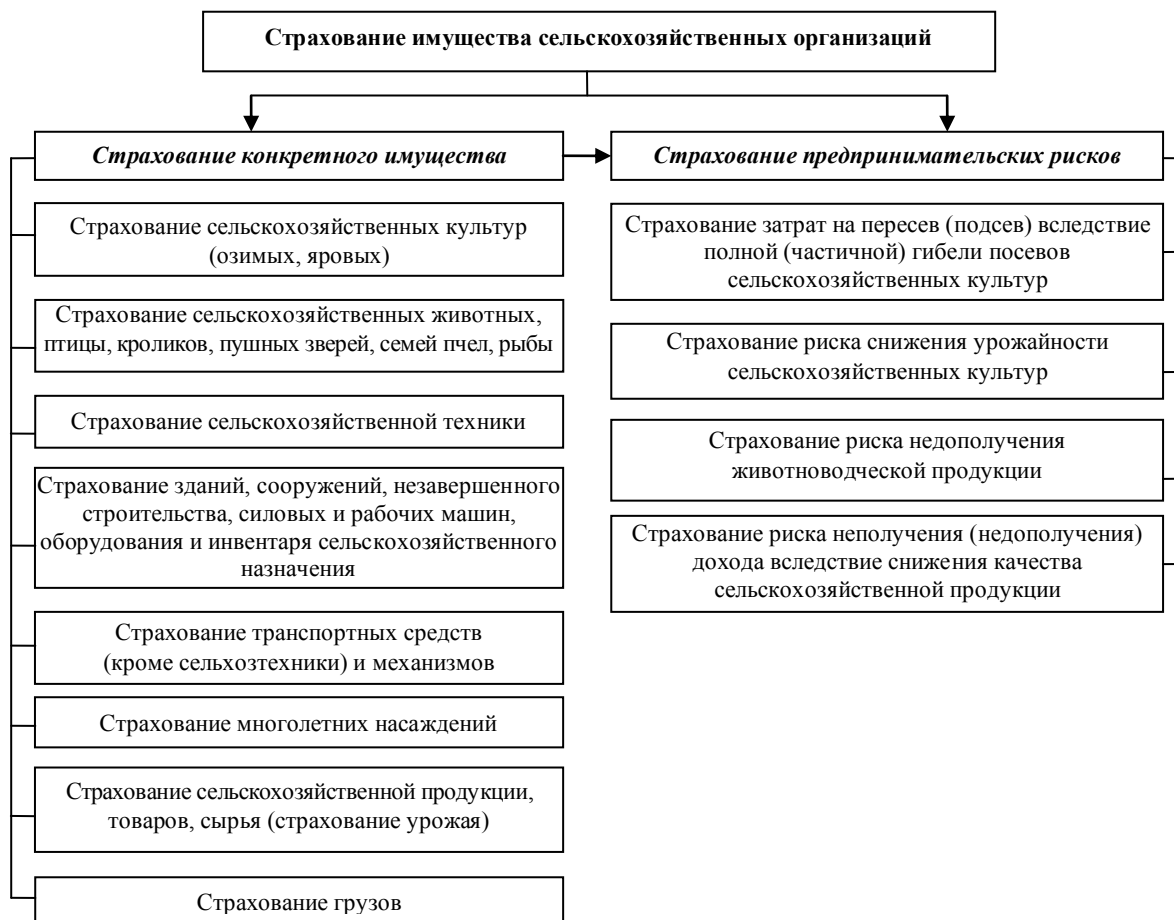 Страхование имущества сельскохозяйственных организаций
Страхование конкретного имущества
Страхование сельскохозяйственных культур
(озимых, яровых)
Страхование сельскохозяйственных животных,
птицы, кроликов, пушных зверей, семей пчел, рыбы
Страхование сельскохозяйственной техники
Страхование зданий, сооружений, незавершенного
строительства, силовых и рабочих машин,
оборудования и инвентаря сельскохозяйственного
назначения
Страхование транспортных средств
(кроме сельхозтехники) и механизмов
Страхование многолетних насаждений
Страхование сельскохозяйственной продукции,
товаров, сырья (страхование урожая)
Страхование грузов
Страхование предпринимательских рисков
Страхование затрат на пересев (подсев) вследствие
полной (частичной) гибели посевов
сельскохозяйственных культур
Страхование риска снижения урожайности
сельскохозяйственных культур
Страхование риска недополучения
животноводческой продукции
Страхование риска неполучения (недополучения)
дохода вследствие снижения качества
сельскохозяйственной продукции